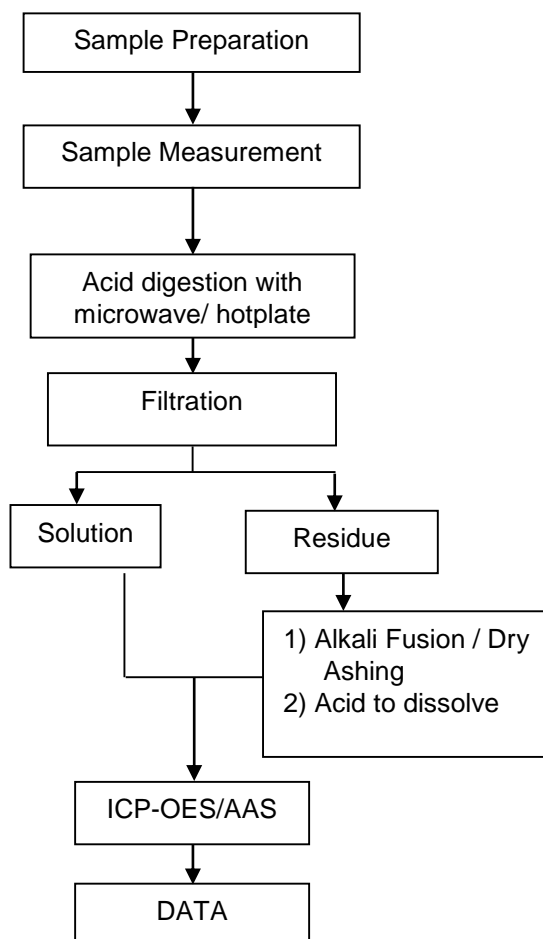 Sample Preparation
Sample Measurement
Acid digestion with
microwave/ hotplate
Filtration
Solution
Residue
1) Alkali Fusion / Dry
Ashing
2) Acid to dissolve
ICP-OES/AAS
DATA